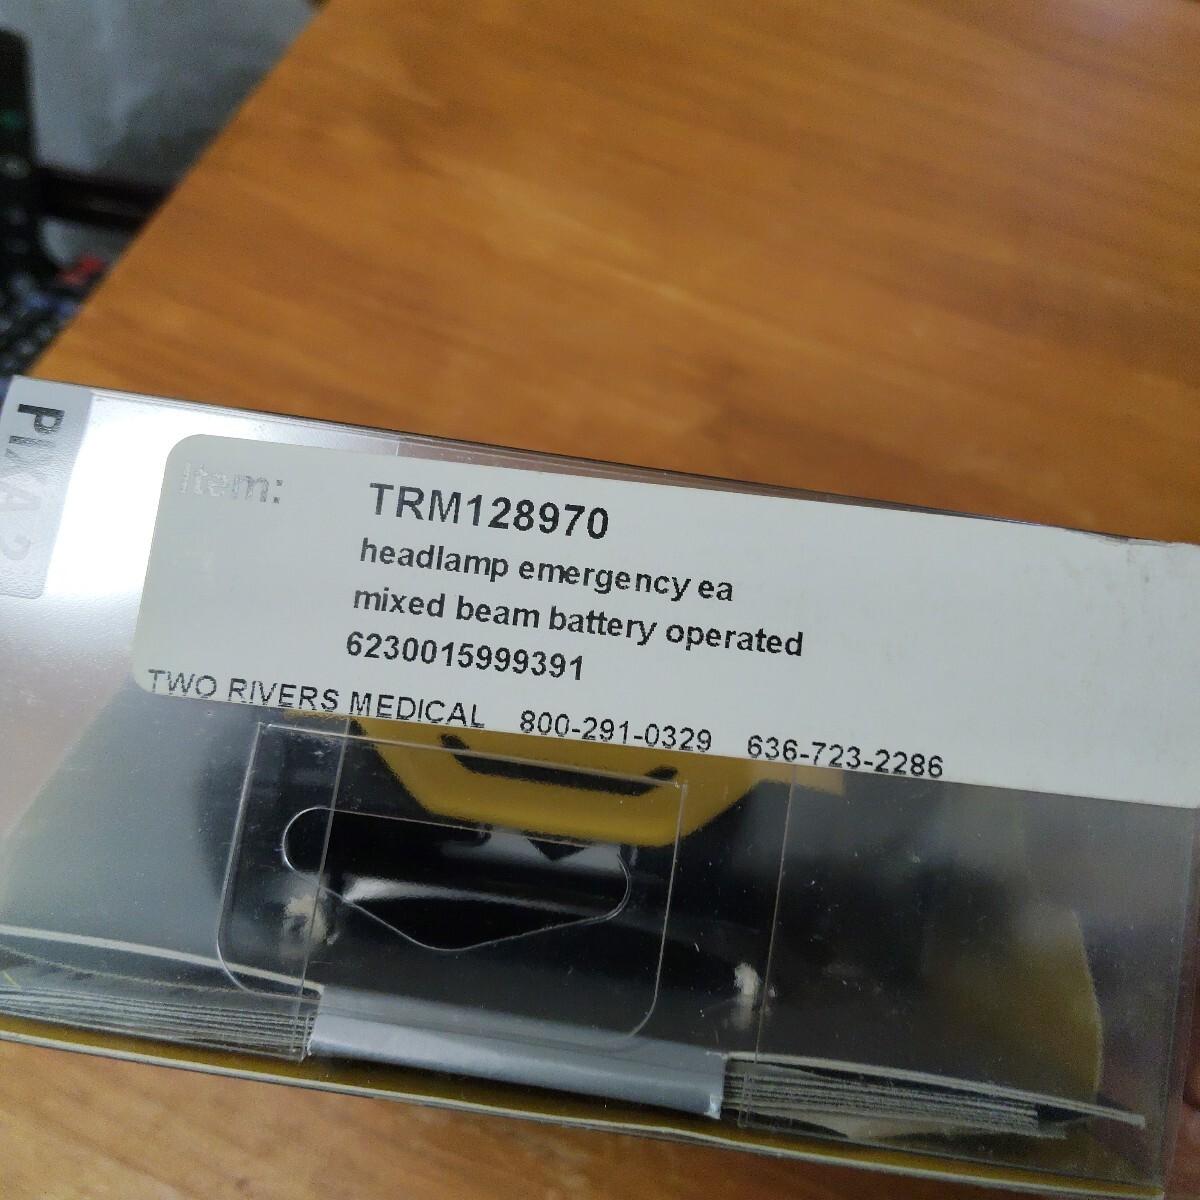 PIXA2
Item: TRM128970
headlamp emergency ea
mixed beam battery operated
6230015999391
TWO RIVERS MEDICAL 800-291-0329 636-723-2286